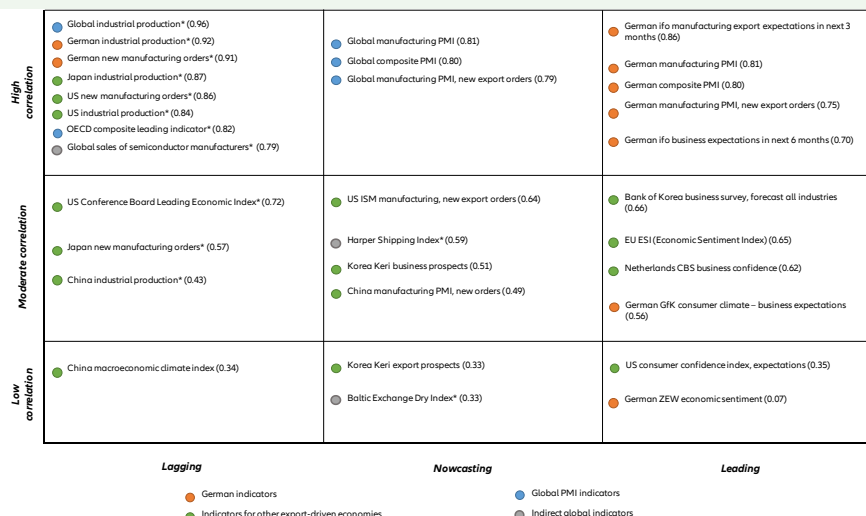 High
correlation
Global industrial production* (0.96)
German industrial production* (0.92)
German new manufacturing orders* (0.91)
Japan industrial production* (0.87)
US new manufacturing orders* (0.86)
US industrial production* (0.84)
OECD composite leading indicator* (0.82)
Global sales of semiconductor manufacturers* (0.79)
Global manufacturing PMI (0.81)
Global composite PMI (0.80)
Global manufacturing PMI, new export orders (0.79)
German ifo manufacturing export expectations in next 3
months (0.86)
German manufacturing PMI (0.81)
German composite PMI (0.80)
German manufacturing PMI, new export orders (0.75)
German ifo business expectations in next 6 months (0.70)
Moderate correlation
US Conference Board Leading Economic Index* (0.72)
Japan new manufacturing orders* (0.57)
China industrial production* (0.43)
US ISM manufacturing, new export orders (0.64)
Harper Shipping Index* (0.59)
Korea Keri business prospects (0.51)
China manufacturing PMI, new orders (0.49)
Bank of Korea business survey, forecast all industries
(0.66)
EU ESI (Economic Sentiment Index) (0.65)
Netherlands CBS business confidence (0.62)
German GfK consumer climate – business expectations
(0.56)
Low
correlation
China macroeconomic climate index (0.34)
Korea Keri export prospects (0.33)
Baltic Exchange Dry Index* (0.33)
US consumer confidence index, expectations (0.35)
German ZEW economic sentiment (0.07)
Lagging
Nowcasting
Leading
German indicators
Global PMI indicators
Indicators for other export-driven economies
Indirect global indicators